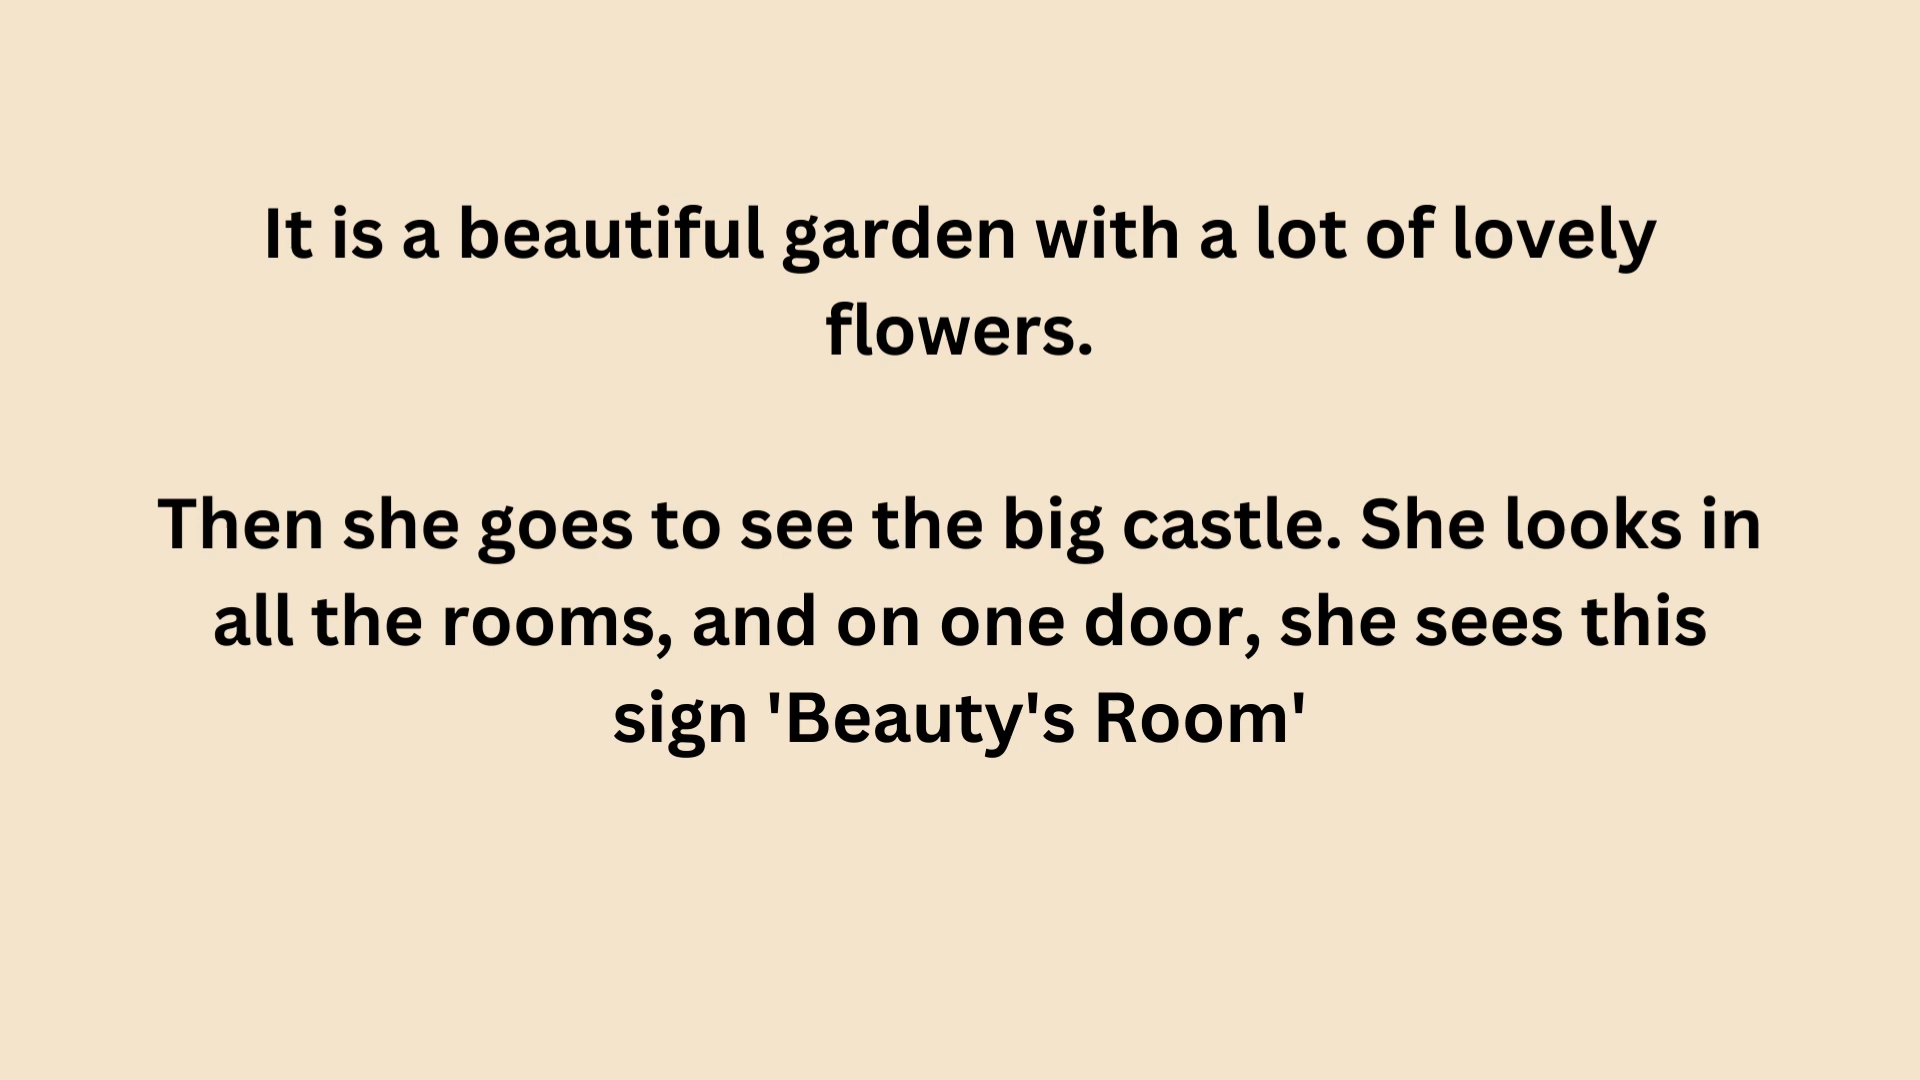 It is a beautiful garden with a lot of lovely
flowers.
Then she goes to see the big castle. She looks in
all the rooms, and on one door, she sees this
sign 'Beauty's Room'